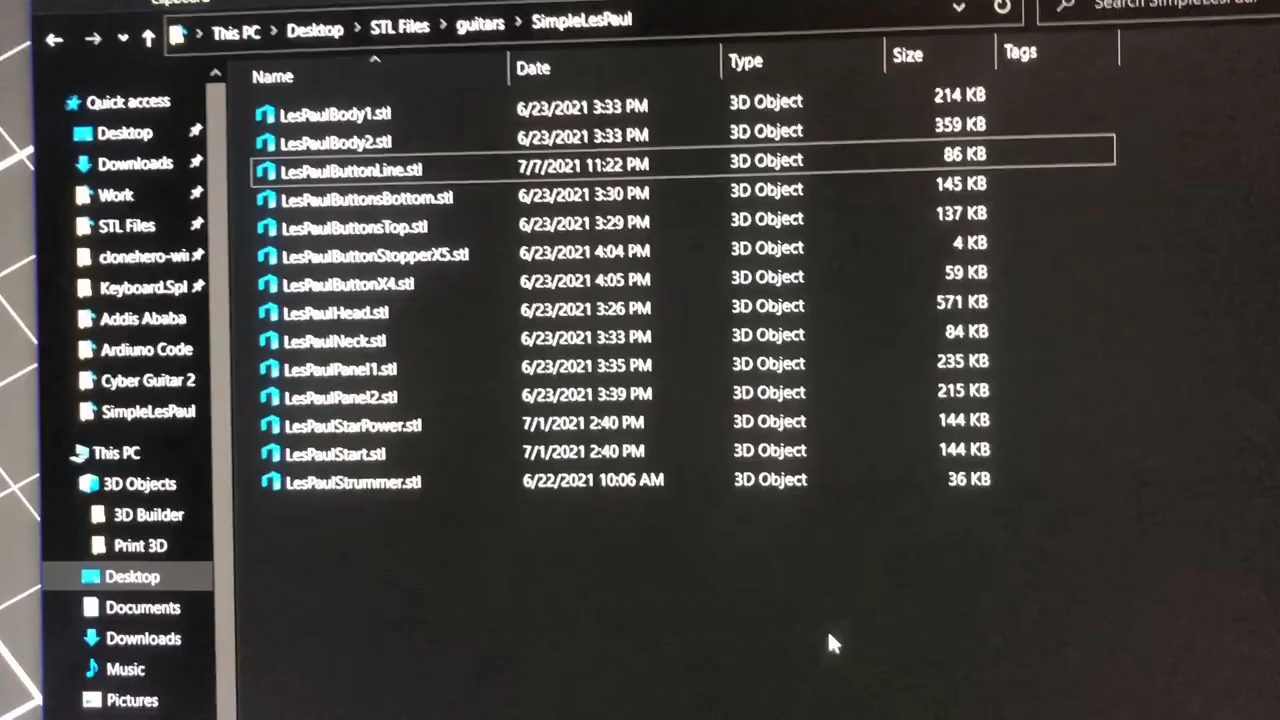 This PC > Desktop > STL Files > guitars > SimpleLesPaul
Name Date Type Size Tags
LesPaulBody1.stl 6/23/2021 3:33 PM 3D Object 214 KB
LesPaulBody2.stl 6/23/2021 3:33 PM 3D Object 359 KB
LesPaulButtonLine.stl 7/7/2021 11:22 PM 3D Object 86 KB
LesPaulButtonsBottom.stl 6/23/2021 3:30 PM 3D Object 145 KB
LesPaulButtonsTop.stl 6/23/2021 3:29 PM 3D Object 137 KB
LesPaulButtonStopperX5.stl 6/23/2021 4:04 PM 3D Object 4 KB
LesPaulButtonX4.stl 6/23/2021 4:05 PM 3D Object 59 KB
LesPaulHead.stl 6/23/2021 3:26 PM 3D Object 571 KB
LesPaulNeck.stl 6/23/2021 3:33 PM 3D Object 84 KB
LesPaulPanel1.stl 6/23/2021 3:35 PM 3D Object 235 KB
LesPaulPanel2.stl 6/23/2021 3:39 PM 3D Object 215 KB
LesPaulStarPower.stl 7/1/2021 2:40 PM 3D Object 144 KB
LesPaulStart.stl 7/1/2021 2:40 PM 3D Object 144 KB
LesPaulStrummer.stl 6/22/2021 10:06 AM 3D Object 36 KB
Quick access
Desktop
Downloads
Work
STL Files
clonehero-wi
Keyboard.Spl
Addis Ababa
Ardiuno Code
Cyber Guitar 2
SimpleLesPaul
This PC
3D Objects
3D Builder
Print 3D
Desktop
Documents
Downloads
Music
Pictures